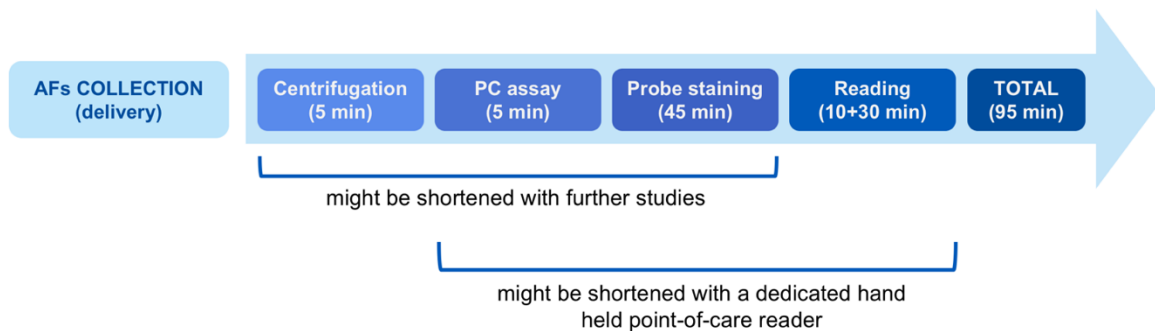 AFs COLLECTION
(delivery)
Centrifugation
(5 min)
PC assay
(5 min)
Probe staining
(45 min)
Reading
(10+30 min)
TOTAL
(95 min)
might be shortened with further studies
might be shortened with a dedicated hand
held point-of-care reader